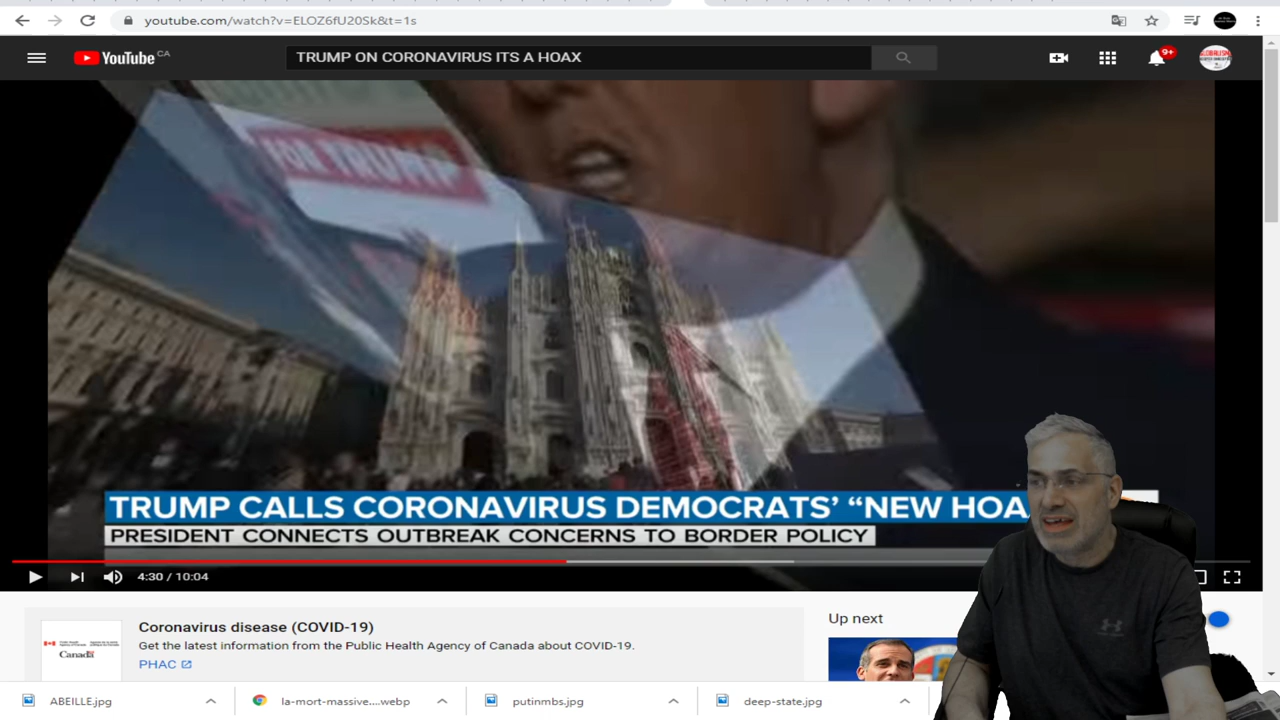 youtube.com/watch?v=ELOZ6fU20Sk&t=1s
YouTube CA
TRUMP ON CORONAVIRUS ITS A HOAX
9+
FOR TRUMP
TRUMP CALLS CORONAVIRUS DEMOCRATS' “NEW HOA
PRESIDENT CONNECTS OUTBREAK CONCERNS TO BORDER POLICY
4:30 / 10:04
Coronavirus disease (COVID-19)
Get the latest information from the Public Health Agency of Canada about COVID-19.
PHAC
Canada
Up next
ABEILLE.jpg
la-mort-massive....webp
putinmbs.jpg
deep-state.jpg